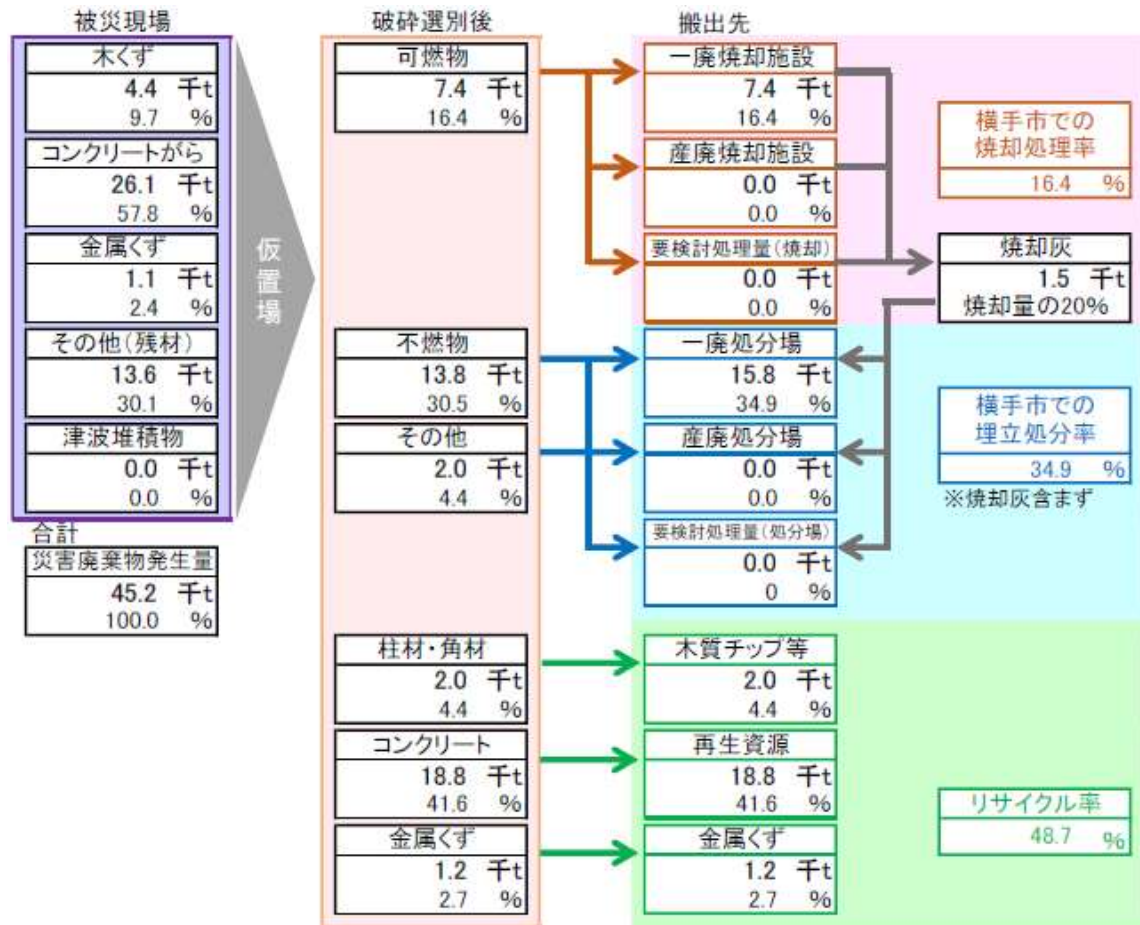 被災現場
木くず
4.4 千t
9.7 %
コンクリートがら
26.1 千t
57.8 %
金属くず
1.1 千t
2.4 %
その他(残材)
13.6 千t
30.1 %
津波堆積物
0.0 千t
0.0 %
合計
災害廃棄物発生量
45.2 千t
100.0 %
仮置場
破砕選別後
可燃物
7.4 千t
16.4 %
不燃物
13.8 千t
30.5 %
その他
2.0 千t
4.4 %
柱材・角材
2.0 千t
4.4 %
コンクリート
18.8 千t
41.6 %
金属くず
1.2 千t
2.7 %
搬出先
一廃焼却施設
7.4 千t
16.4 %
産廃焼却施設
0.0 千t
0.0 %
要検討処理量(焼却)
0.0 千t
0.0 %
一廃処分場
15.8 千t
34.9 %
産廃処分場
0.0 千t
0.0 %
要検討処理量(処分場)
0.0 千t
0 %
木質チップ等
2.0 千t
4.4 %
再生資源
18.8 千t
41.6 %
金属くず
1.2 千t
2.7 %
横手市での
焼却処理率
16.4 %
焼却灰
1.5 千t
焼却量の20%
横手市での
埋立処分率
34.9 %
※焼却灰含まず
リサイクル率
48.7 %